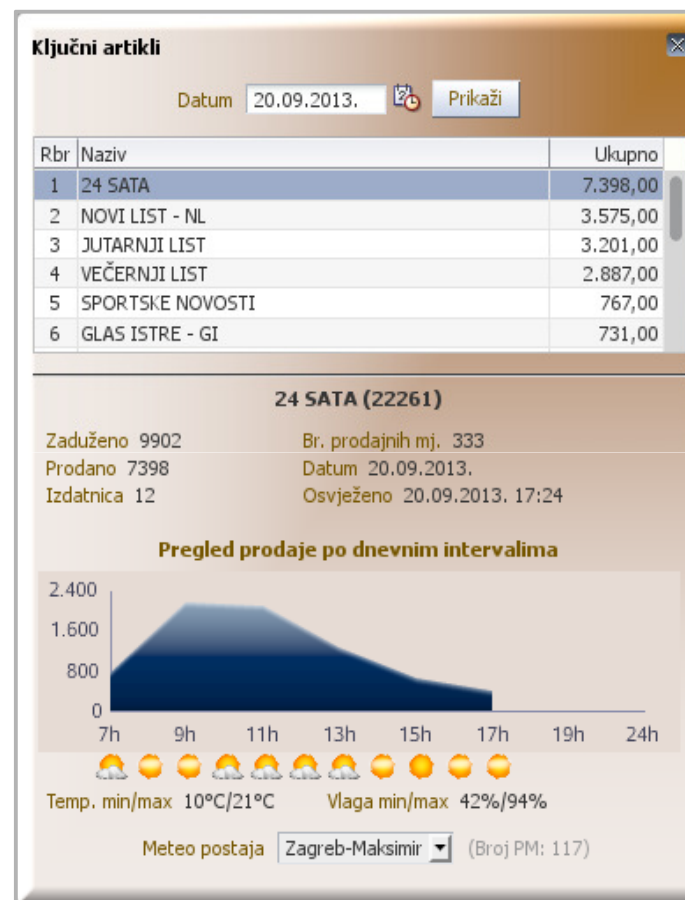 Ključni artikli
Datum 20.09.2013. Prikaži
Rbr Naziv Ukupno
1 24 SATA 7.398,00
2 NOVI LIST - NL 3.575,00
3 JUTARNJI LIST 3.201,00
4 VEČERNJI LIST 2.887,00
5 SPORTSKE NOVOSTI 767,00
6 GLAS ISTRE - GI 731,00
24 SATA (22261)
Zaduženo 9902 Br. prodajnih mj. 333
Prodano 7398 Datum 20.09.2013.
Izdatnica 12 Osvježeno 20.09.2013. 17:24
Pregled prodaje po dnevnim intervalima
2.400
1.600
800
0
7h 9h 11h 13h 15h 17h 19h 24h
Temp. min/max 10°C/21°C Vlaga min/max 42%/94%
Meteo postaja Zagreb-Maksimir (Broj PM: 117)